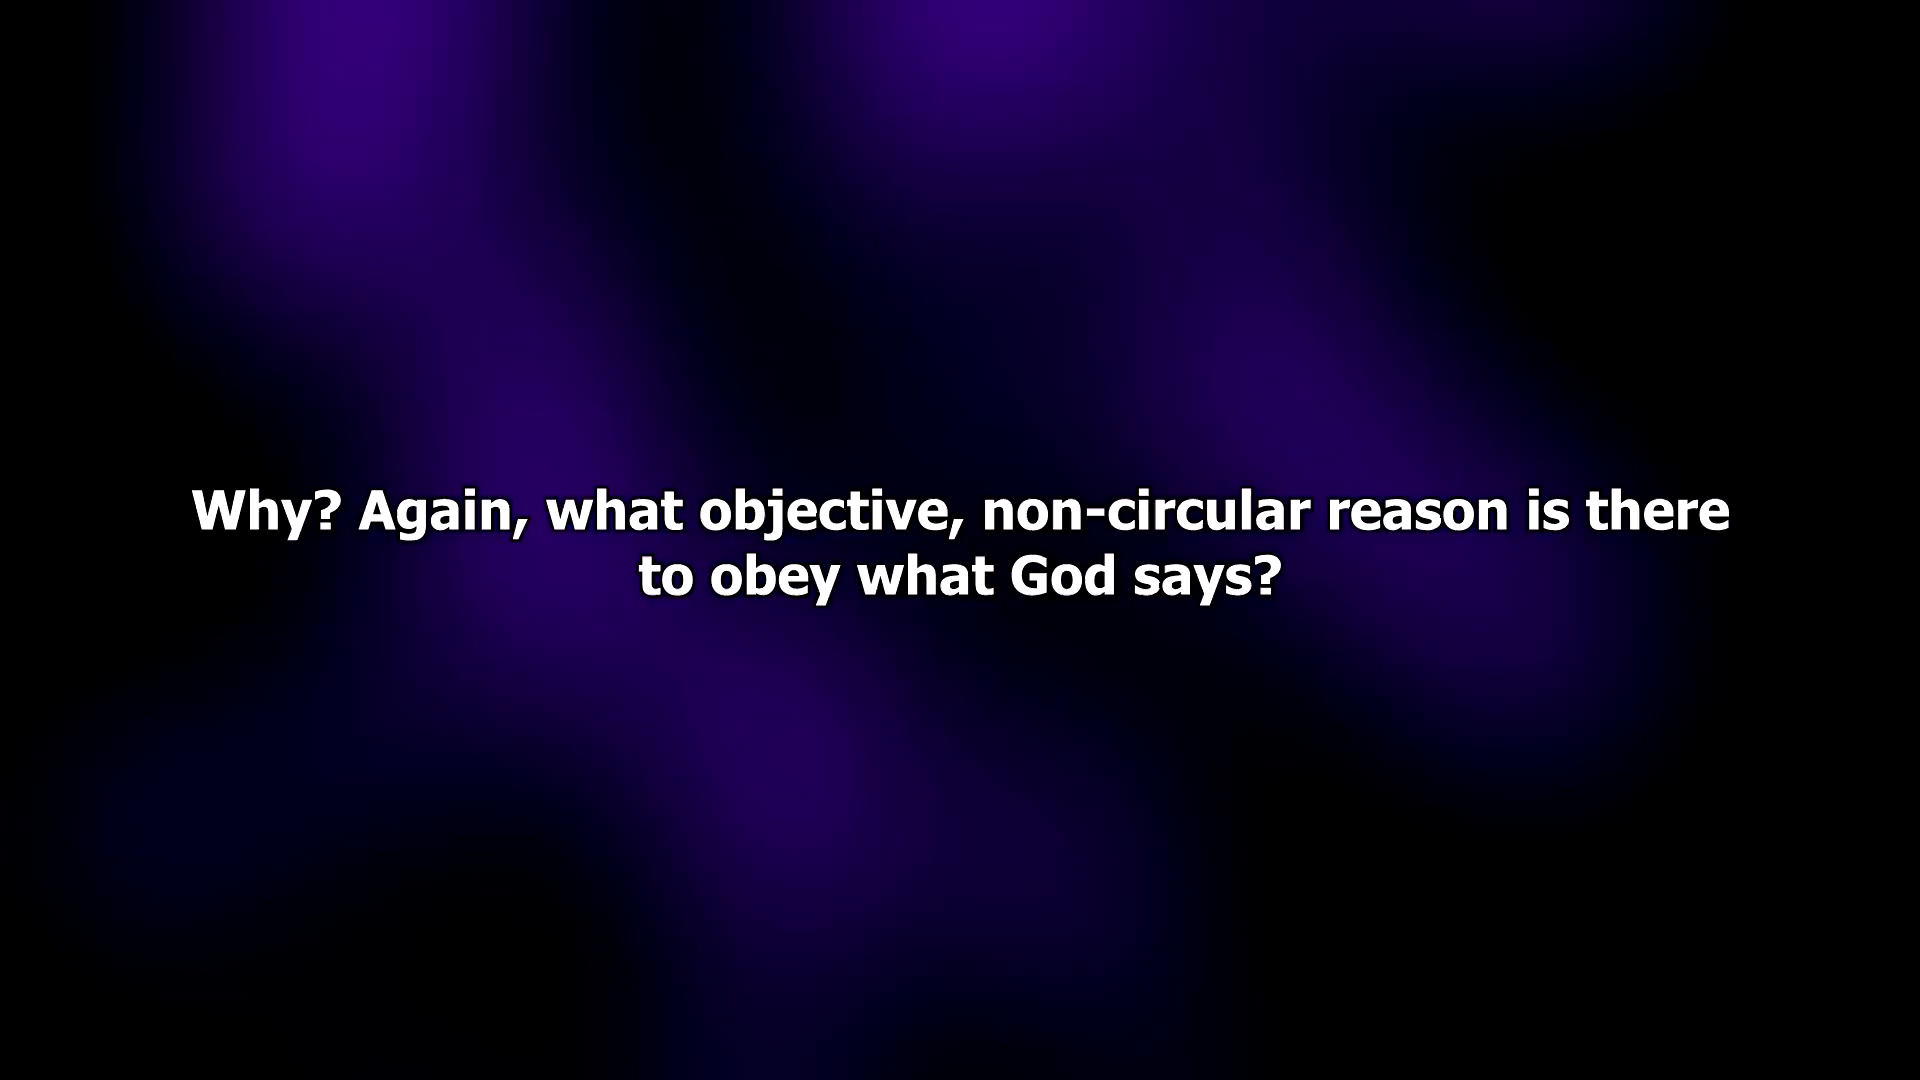 Why? Again, what objective, non-circular reason is there
to obey what God says?